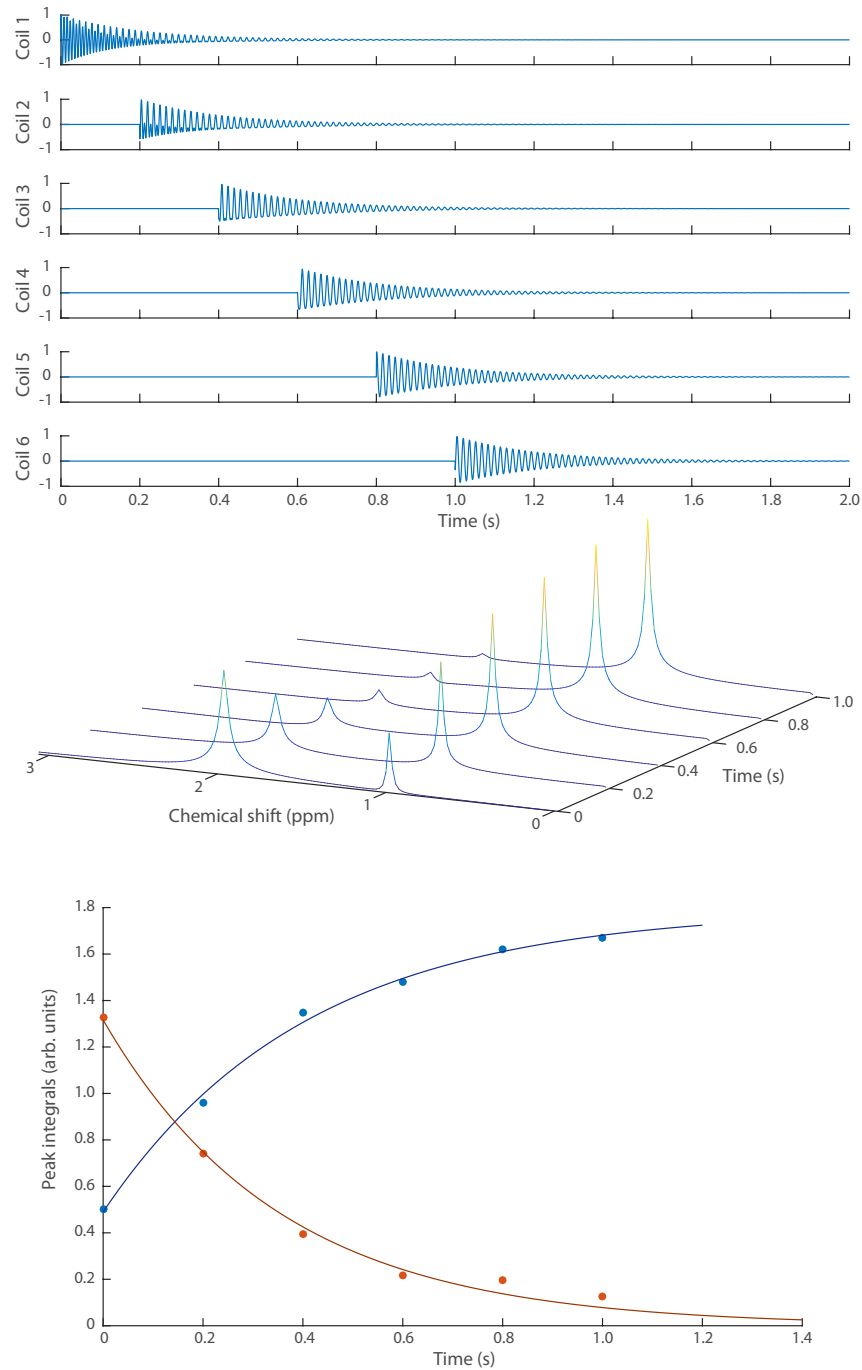 Coil 1
1
0
-1
Coil 2
1
0
-1
Coil 3
1
0
-1
Coil 4
1
0
-1
Coil 5
1
0
-1
Coil 6
1
0
-1
0 0.2 0.4 0.6 0.8 1.0 1.2 1.4 1.5 1.8 2.0
Time (s)
3
2
1
0
Chemical shift (ppm)
0
0.2
0.4
0.6
0.8
1.0
Time (s)
Peak integrals (arb. units)
1.8
1.6
1.4
1.2
1.0
0.8
0.6
0.4
0.2
0
0 0.2 0.4 0.6 0.8 1.0 1.2 1.4
Time (s)